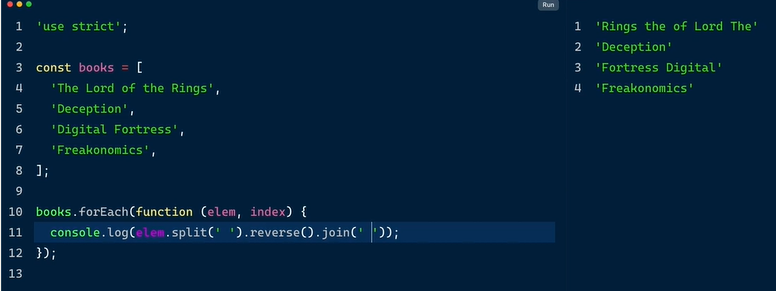 Run
1 'use strict';
2
3 const books = [
4 'The Lord of the Rings',
5 'Deception',
6 'Digital Fortress',
7 'Freakonomics',
8 ];
9
10 books.forEach(function (elem, index) {
11 console.log(elem.split(' ').reverse().join(' '));
12 });
13
1 'Rings the of Lord The'
2 'Deception'
3 'Fortress Digital'
4 'Freakonomics'